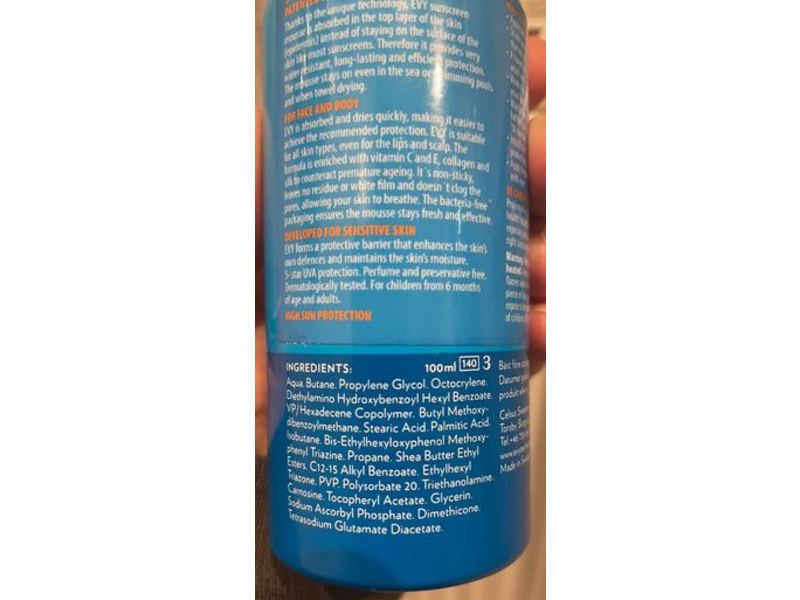 PATENTED
Thanks to the unique technology, EVY sunscreen
mousse is absorbed in the top layer of the skin
(epidermis) instead of staying on the surface of the
skin like most sunscreens. Therefore it provides very
water resistant, long-lasting and efficient protection.
The mousse stays on even in the sea or swimming pools
and when towel drying.
FOR FACE AND BODY
EVY is absorbed and dries quickly, making it easier to
achieve the recommended protection. EVY is suitable
for all skin types, even for the lips and scalp. The
formula is enriched with vitamin C and E, collagen and
silk to counteract premature ageing. It´s non-sticky,
leaves no residue or white film and doesn´t clog the
pores, allowing your skin to breathe. The bacteria-free
packaging ensures the mousse stays fresh and effective.
DEVELOPED FOR SENSITIVE SKIN
EVY forms a protective barrier that enhances the skin's
own defences and maintains the skin's moisture.
5-star UVA protection. Perfume and preservative free.
Dermatologically tested. For children from 6 months
of age and adults.
HIGH SUN PROTECTION
INGREDIENTS: 100ml 140 3
Aqua. Butane. Propylene Glycol. Octocrylene.
Diethylamino Hydroxybenzoyl Hexyl Benzoate.
VP/Hexadecene Copolymer. Butyl Methoxy-
dibenzoylmethane. Stearic Acid. Palmitic Acid.
Isobutane. Bis-Ethylhexyloxyphenol Methoxy-
phenyl Triazine. Propane. Shea Butter Ethyl
Esters. C12-15 Alkyl Benzoate. Ethylhexyl
Triazone. PVP. Polysorbate 20. Triethanolamine.
Carnosine. Tocopheryl Acetate. Glycerin.
Sodium Ascorbyl Phosphate. Dimethicone.
Tetrasodium Glutamate Diacetate.
Bäst före
Datumet
produkt
Celsus
Torsby
Tel +46
Made in